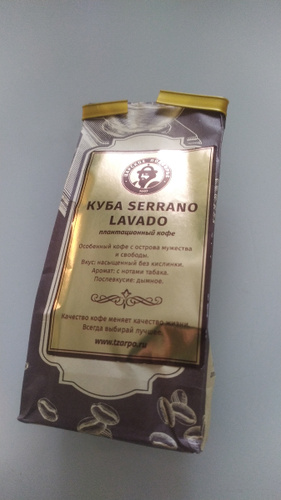 КУБА SERRANO
LAVADO
плантационный кофе
Особенный кофе с острова мужества
и свободы.
Вкус: насыщенный без кислинки.
Аромат: с нотами табака.
Послевкусие: дымное.
Качество кофе меняет качество жизни.
Всегда выбирай лучшее.
www.tzarpo.ru